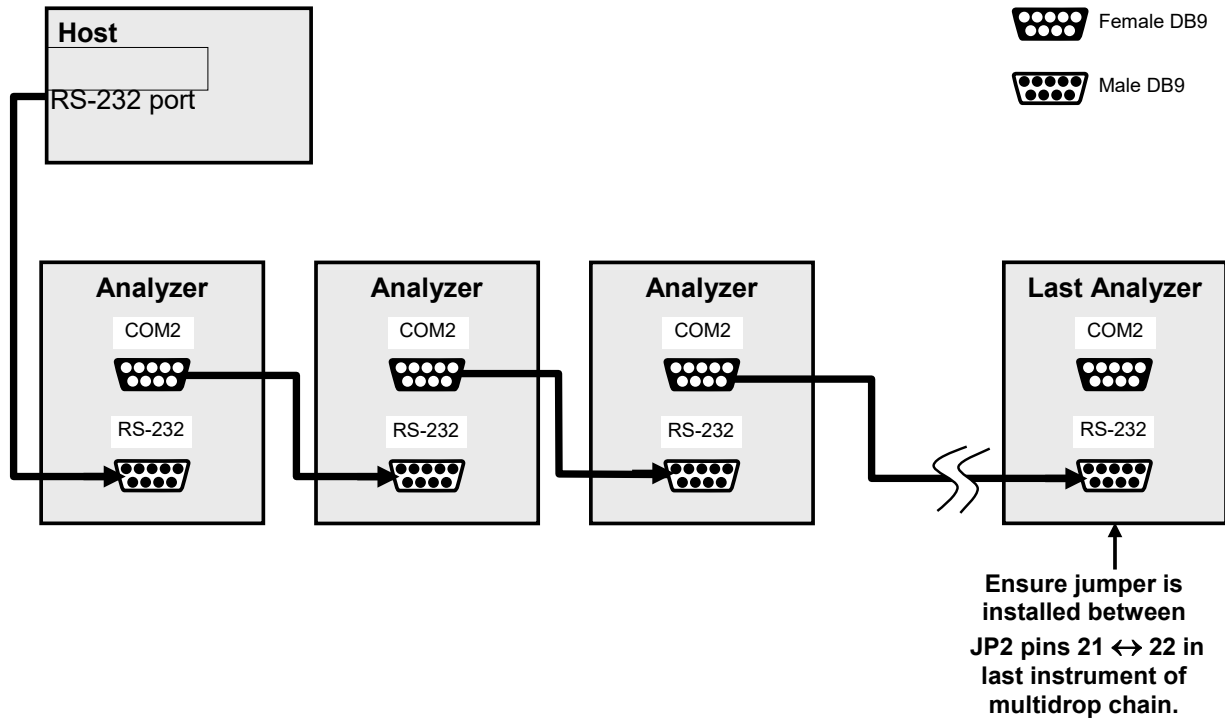 Host
RS-232 port
Female DB9
Male DB9
Analyzer
COM2
RS-232
Analyzer
COM2
RS-232
Analyzer
COM2
RS-232
Last Analyzer
COM2
RS-232
Ensure jumper is
installed between
JP2 pins 21 ↔ 22 in
last instrument of
multidrop chain.